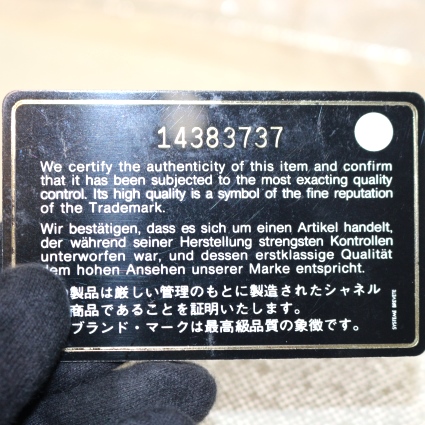 14383737
We certify the authenticity of this item and confirm
that it has been subjected to the most exacting quality
control. Its high quality is a symbol of the fine reputation
of the Trademark.
Wir bestätigen, dass es sich um einen Artikel handelt,
der während seiner Herstellung strengsten Kontrollen
unterworfen war, und dessen erstklassige Qualität
dem hohen Ansehen unserer Marke entspricht.
製品は厳しい管理のもとに製造されたシャネル
商品であることを証明いたします。
ブランド・マークは最高級品質の象徴です。
SYSTEME BREVETE